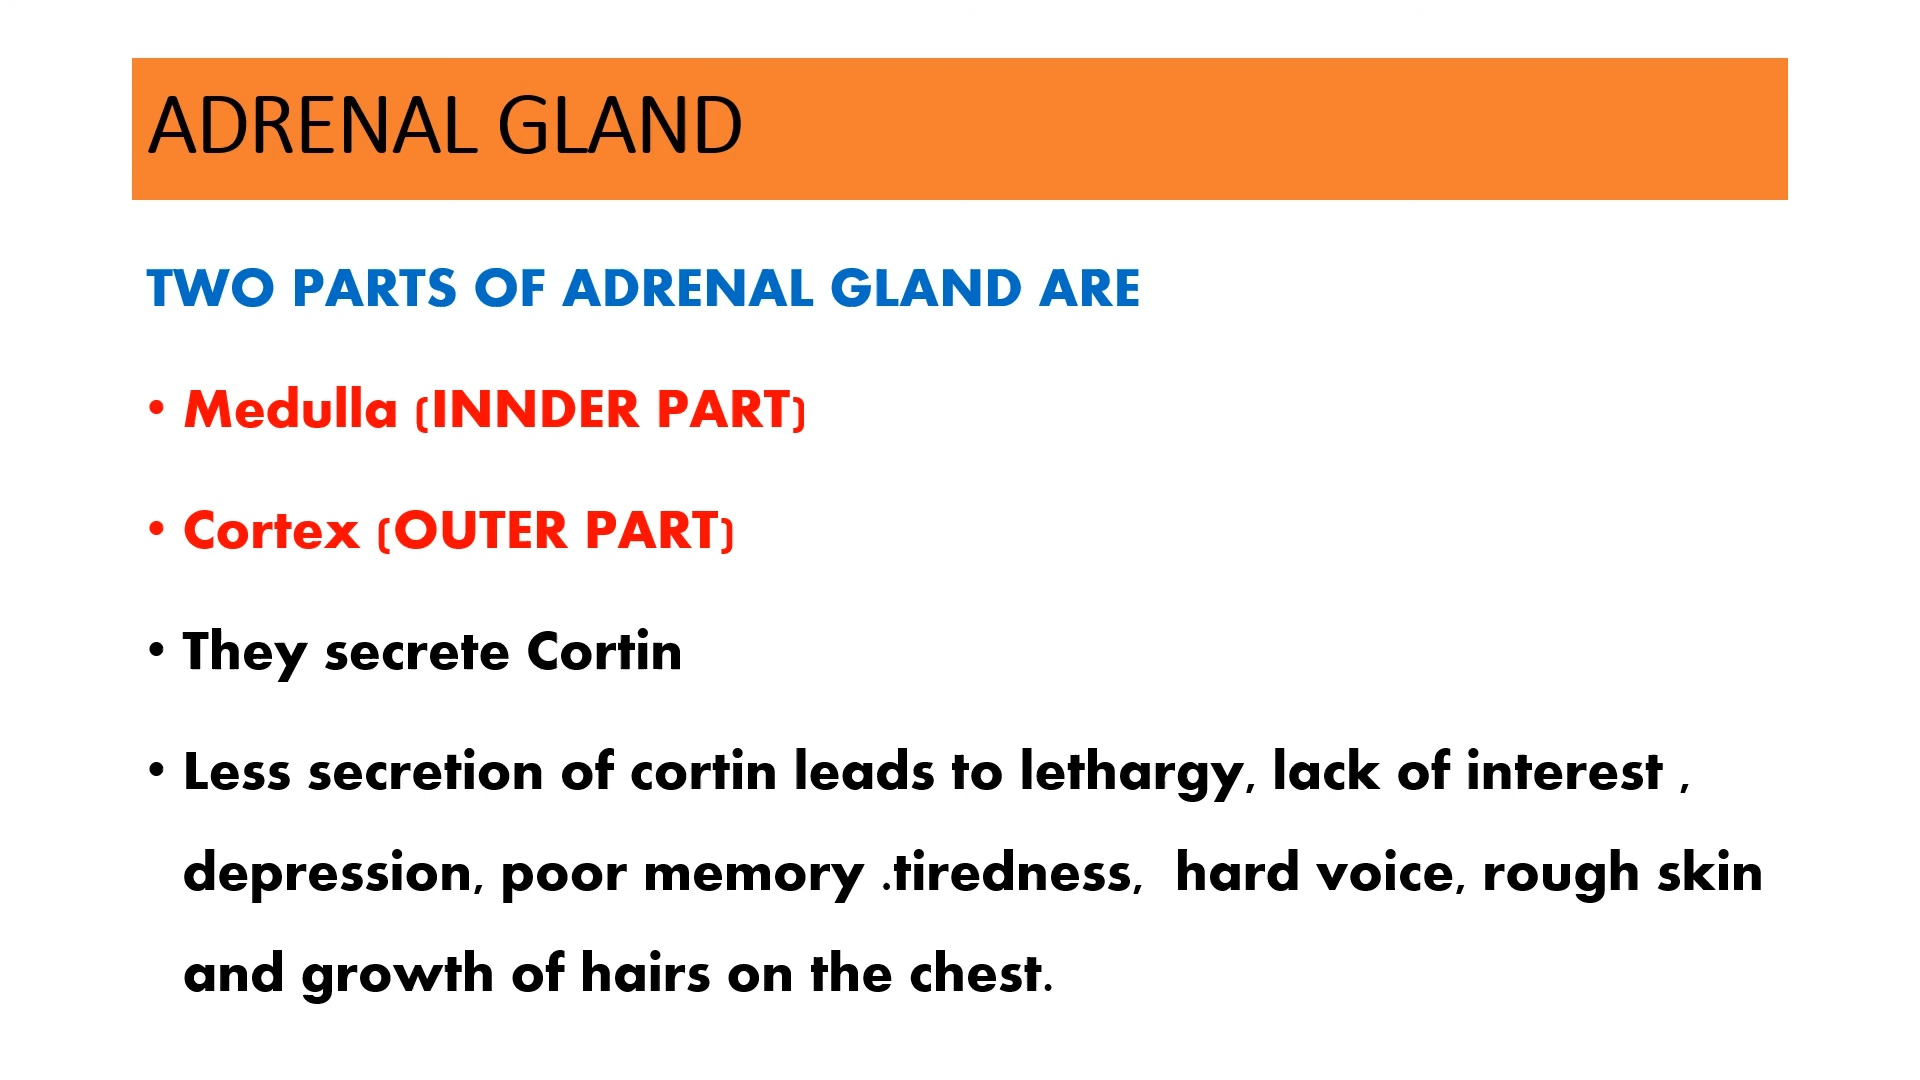 ADRENAL GLAND
TWO PARTS OF ADRENAL GLAND ARE
• Medulla (INNDER PART)
• Cortex (OUTER PART)
• They secrete Cortin
• Less secretion of cortin leads to lethargy, lack of interest ,
depression, poor memory .tiredness,  hard voice, rough skin
and growth of hairs on the chest.